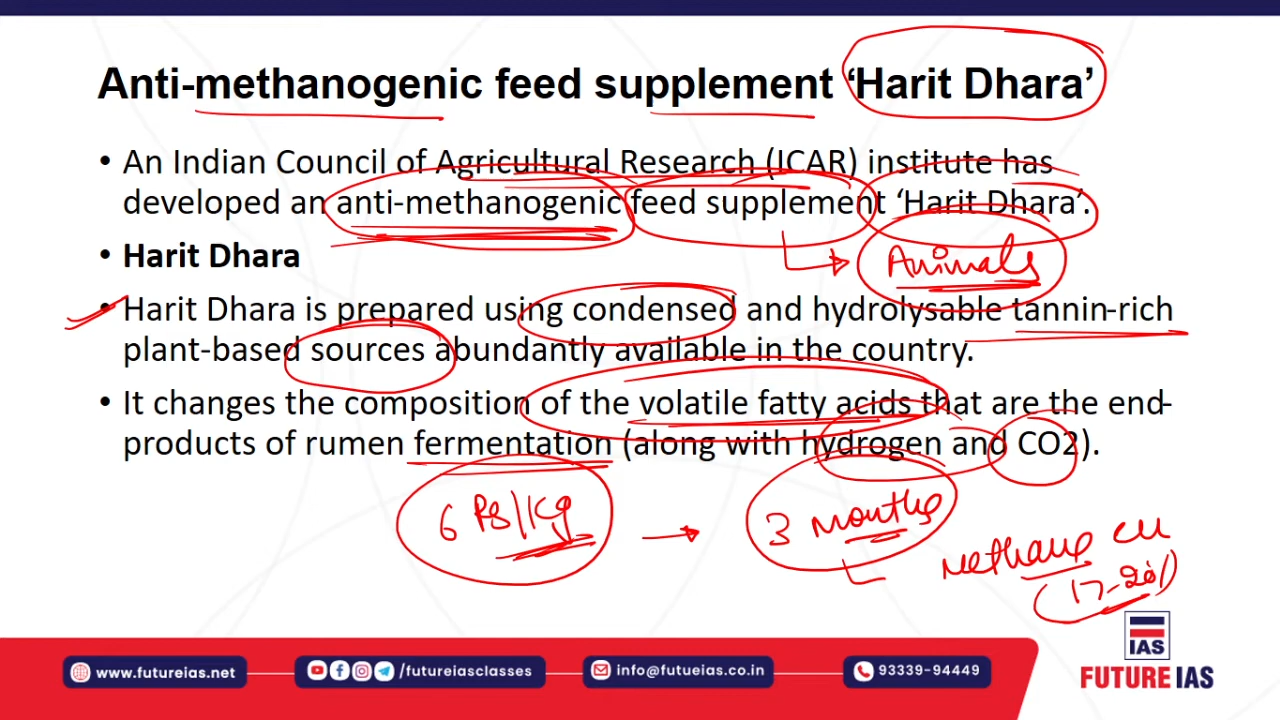 Anti-methanogenic feed supplement ‘Harit Dhara’
• An Indian Council of Agricultural Research (ICAR) institute has
developed an anti-methanogenic feed supplement ‘Harit Dhara’.
Animals
• Harit Dhara
• Harit Dhara is prepared using condensed and hydrolysable tannin-rich
plant-based sources abundantly available in the country.
• It changes the composition of the volatile fatty acids that are the end-
products of rumen fermentation (along with hydrogen and CO2).
6 Rs/Kg → 3 months
methane
(17-20%)
IAS
FUTURE IAS
www.futureias.net
/futureiasclasses
info@futueias.co.in
93339-94449